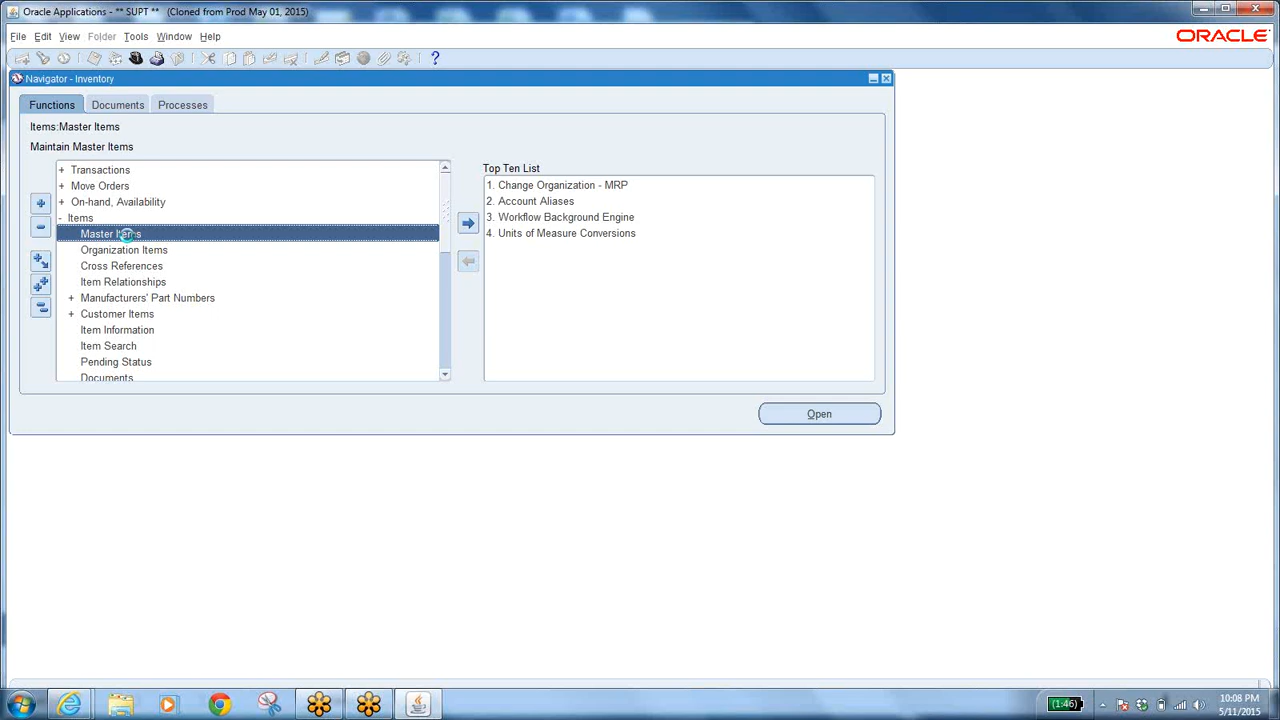 Oracle Applications - ** SUPT ** (Cloned from Prod May 01, 2015)
File Edit View Folder Tools Window Help
ORACLE
Navigator - Inventory
Functions Documents Processes
Items:Master Items
Maintain Master Items
+ Transactions
+ Move Orders
+ On-hand, Availability
- Items
Master Items
Organization Items
Cross References
Item Relationships
+ Manufacturers' Part Numbers
+ Customer Items
Item Information
Item Search
Pending Status
Documents
Top Ten List
1. Change Organization - MRP
2. Account Aliases
3. Workflow Background Engine
4. Units of Measure Conversions
Open
(1:46)
10:08 PM
5/11/2015